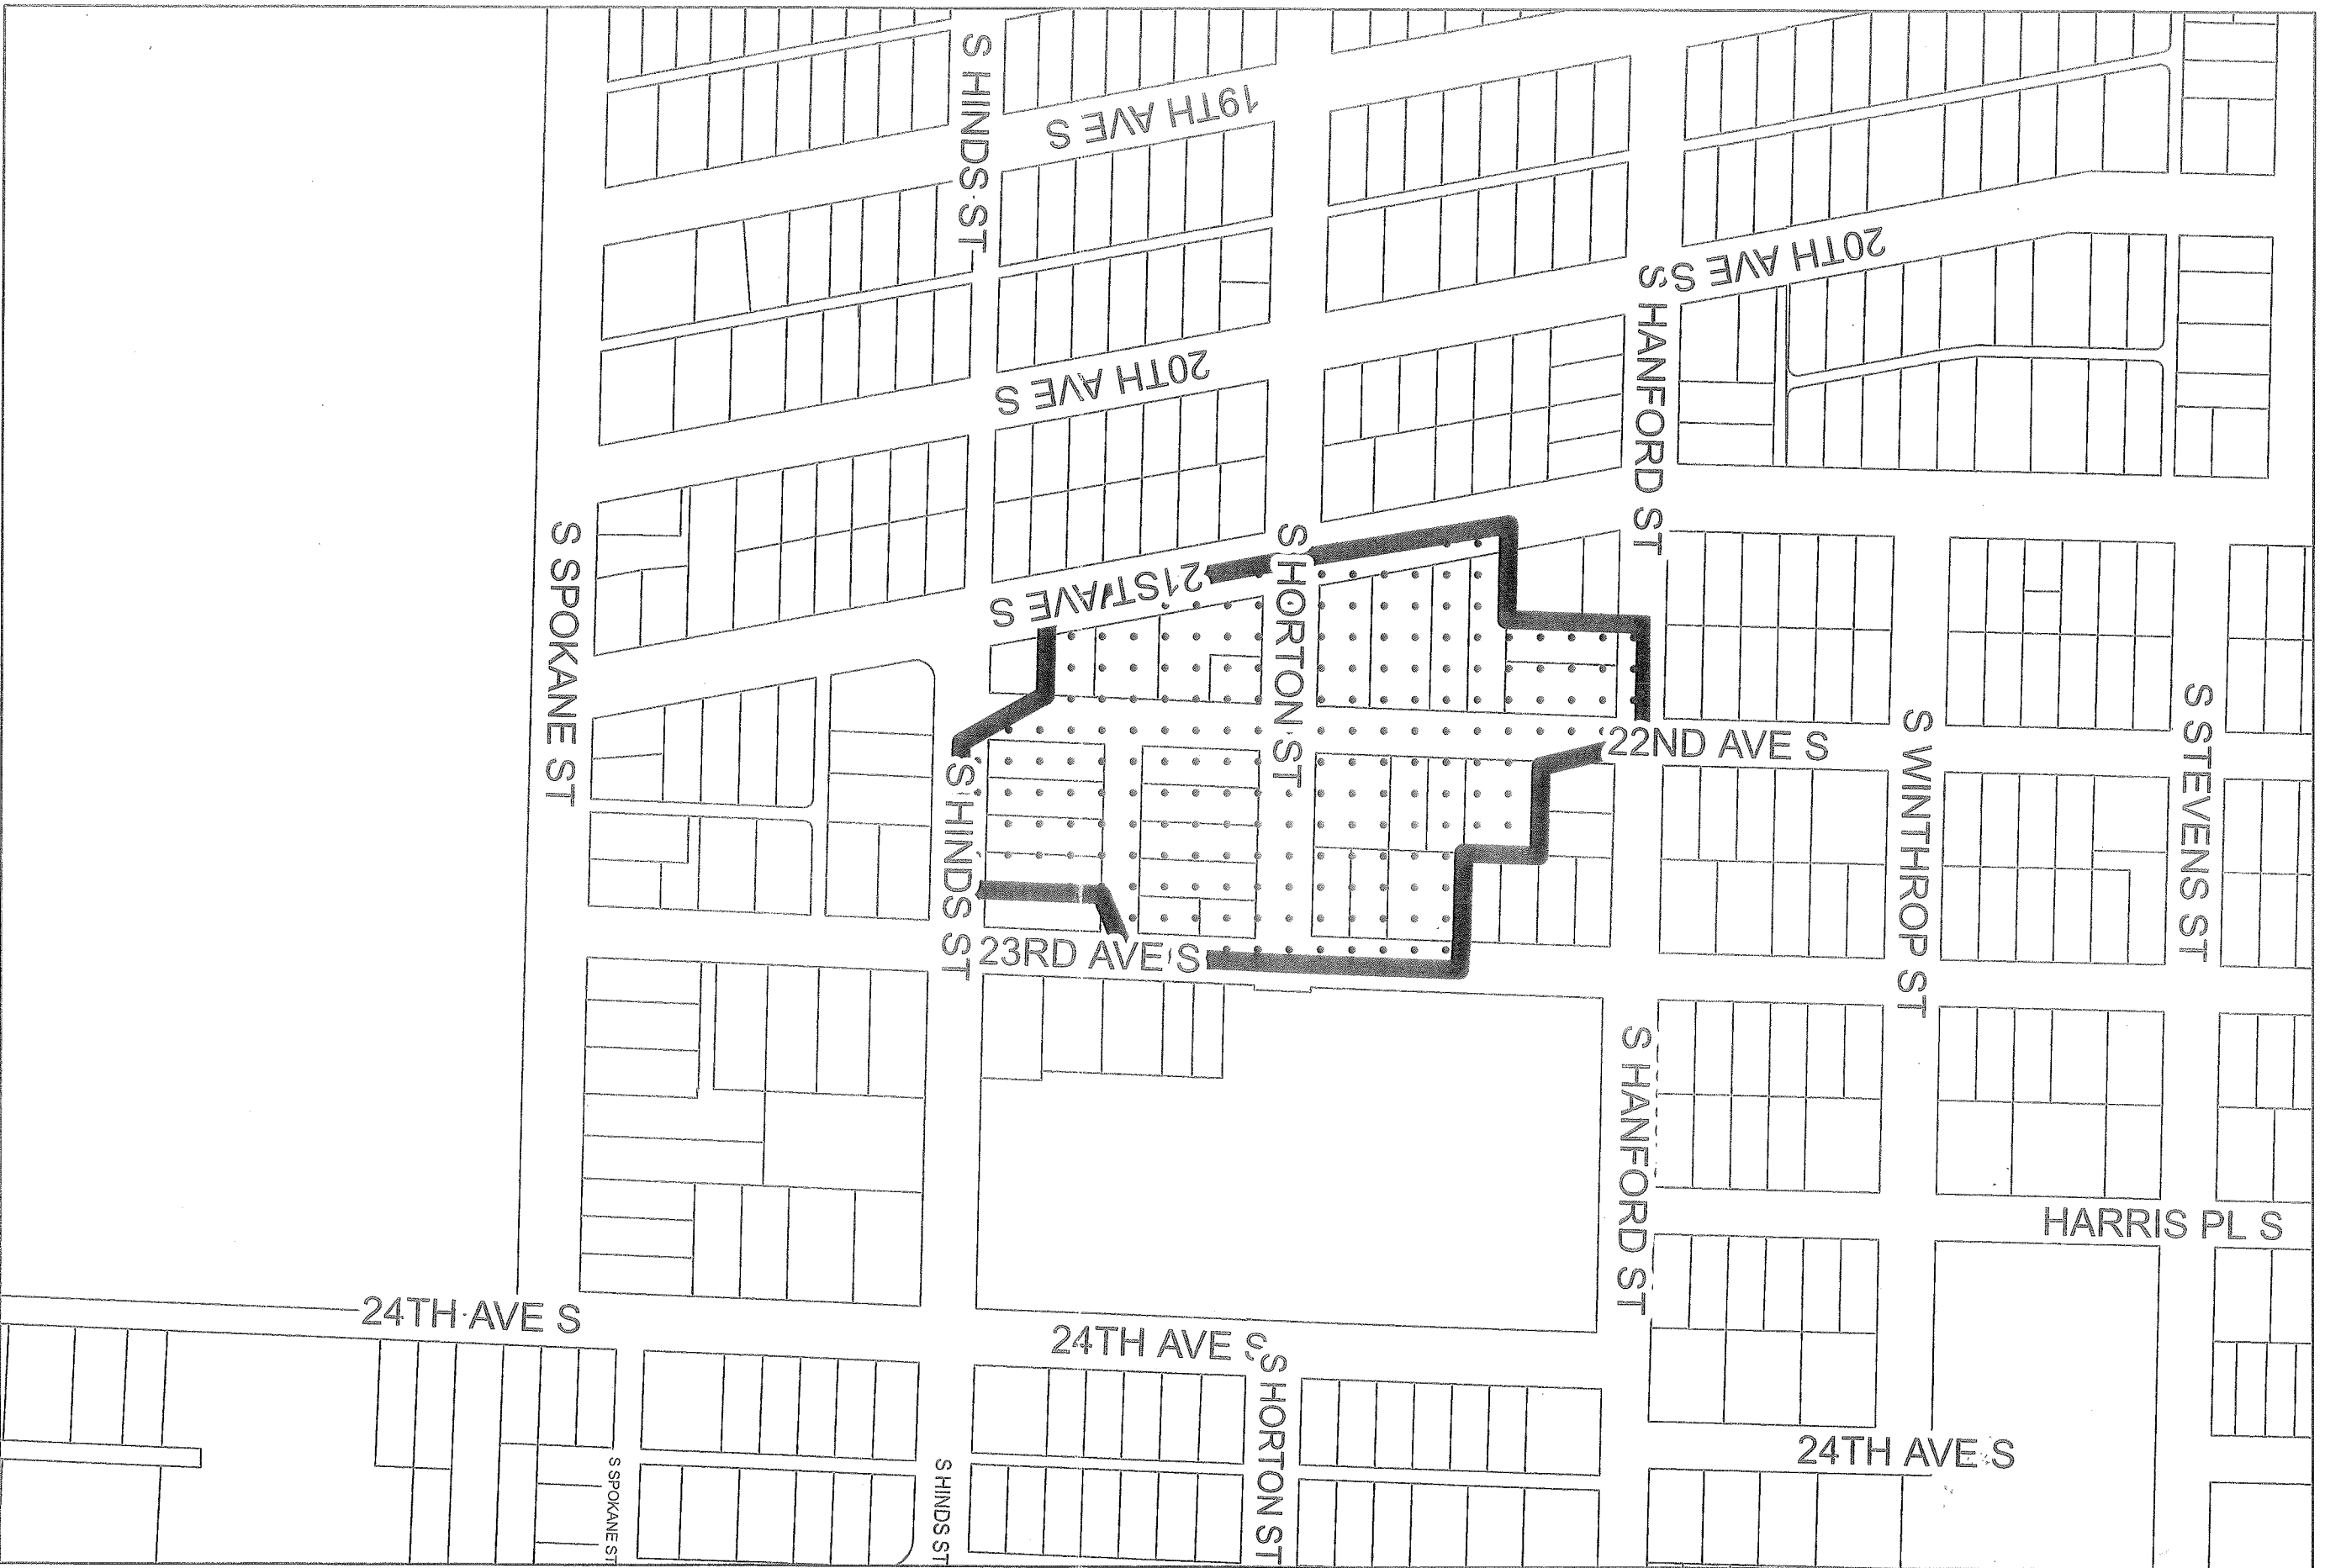 S HINDS ST
19TH AVE S
20TH AVE S
20TH AVE S
S HANFORD ST
S SPOKANE ST
21ST AVE S
S HORTON ST
22ND AVE S
S WINTHROP ST
S STEVENS ST
S HINDS ST
23RD AVE S
S HANFORD ST
HARRIS PL S
24TH AVE S
24TH AVE S
S HORTON ST
24TH AVE S
S SPOKANE ST
S HINDS ST